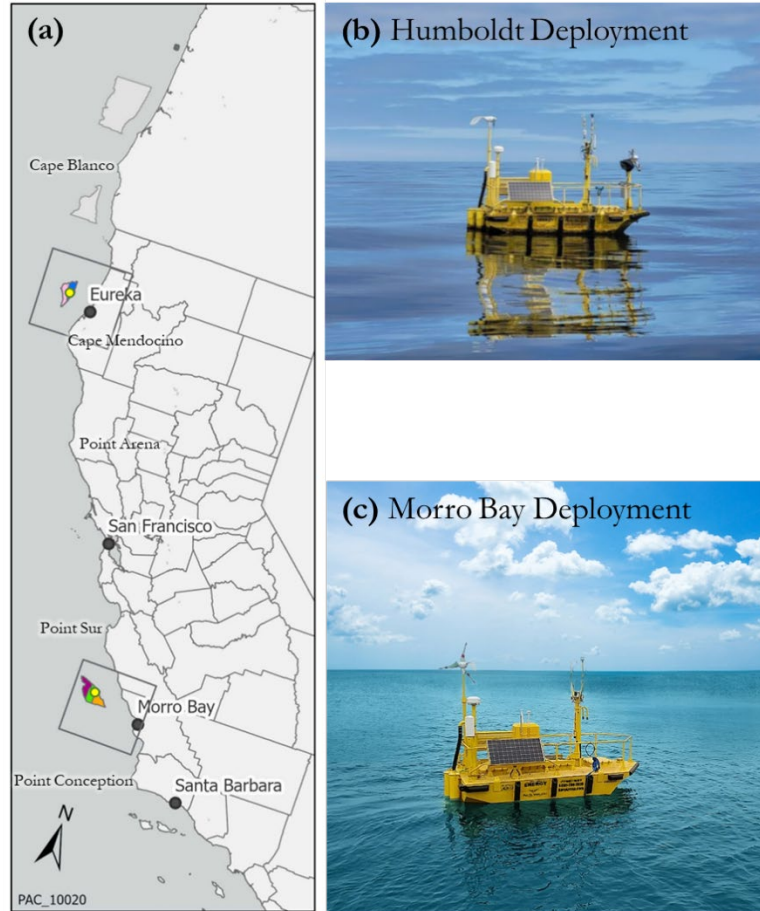 (a)
Cape Blanco
Eureka
Cape Mendocino
Point Arena
San Francisco
Point Sur
Morro Bay
Point Conception
Santa Barbara
N
PAC_10020
(b) Humboldt Deployment
(c) Morro Bay Deployment